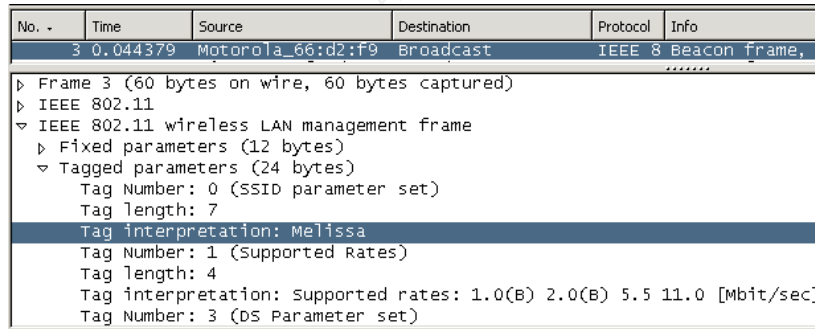 No. Time Source Destination Protocol Info
3 0.044379 Motorola_66:d2:f9 Broadcast IEEE 8 Beacon frame,
Frame 3 (60 bytes on wire, 60 bytes captured)
IEEE 802.11
IEEE 802.11 wireless LAN management frame
Fixed parameters (12 bytes)
Tagged parameters (24 bytes)
Tag Number: 0 (SSID parameter set)
Tag length: 7
Tag interpretation: Melissa
Tag Number: 1 (Supported Rates)
Tag length: 4
Tag interpretation: Supported rates: 1.0(B) 2.0(B) 5.5 11.0 [Mbit/sec]
Tag Number: 3 (DS Parameter set)